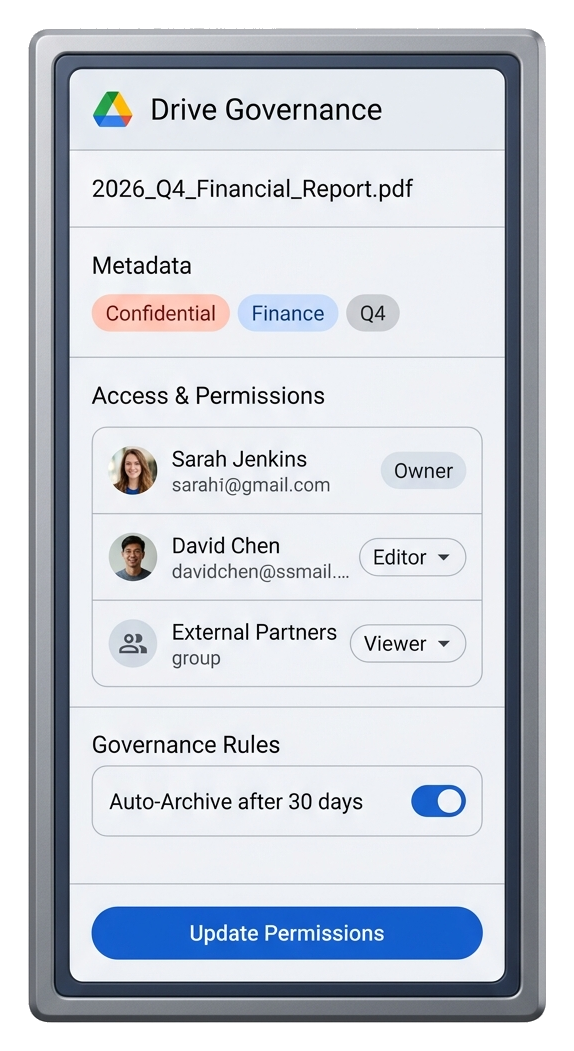 Drive Governance
2026_Q4_Financial_Report.pdf
Metadata
Confidential
Finance
Q4
Access & Permissions
Sarah Jenkins
sarahi@gmail.com
Owner
David Chen
davidchen@ssmail....
Editor
External Partners
group
Viewer
Governance Rules
Auto-Archive after 30 days
Update Permissions